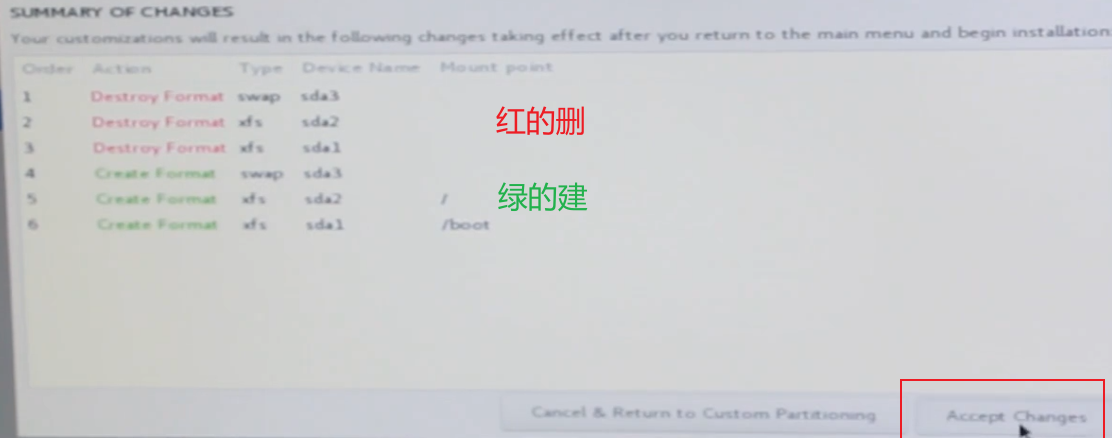 SUMMARY OF CHANGES
Your customizations will result in the following changes taking effect after you return to the main menu and begin installation:
Order Action Type Device Name Mount point
1 Destroy Format swap sda3
2 Destroy Format xfs sda2
红的删
3 Destroy Format xfs sda1
4 Create Format swap sda3
5 Create Format xfs sda2 /
绿的建
6 Create Format xfs sda1 /boot
Cancel & Return to Custom Partitioning Accept Changes